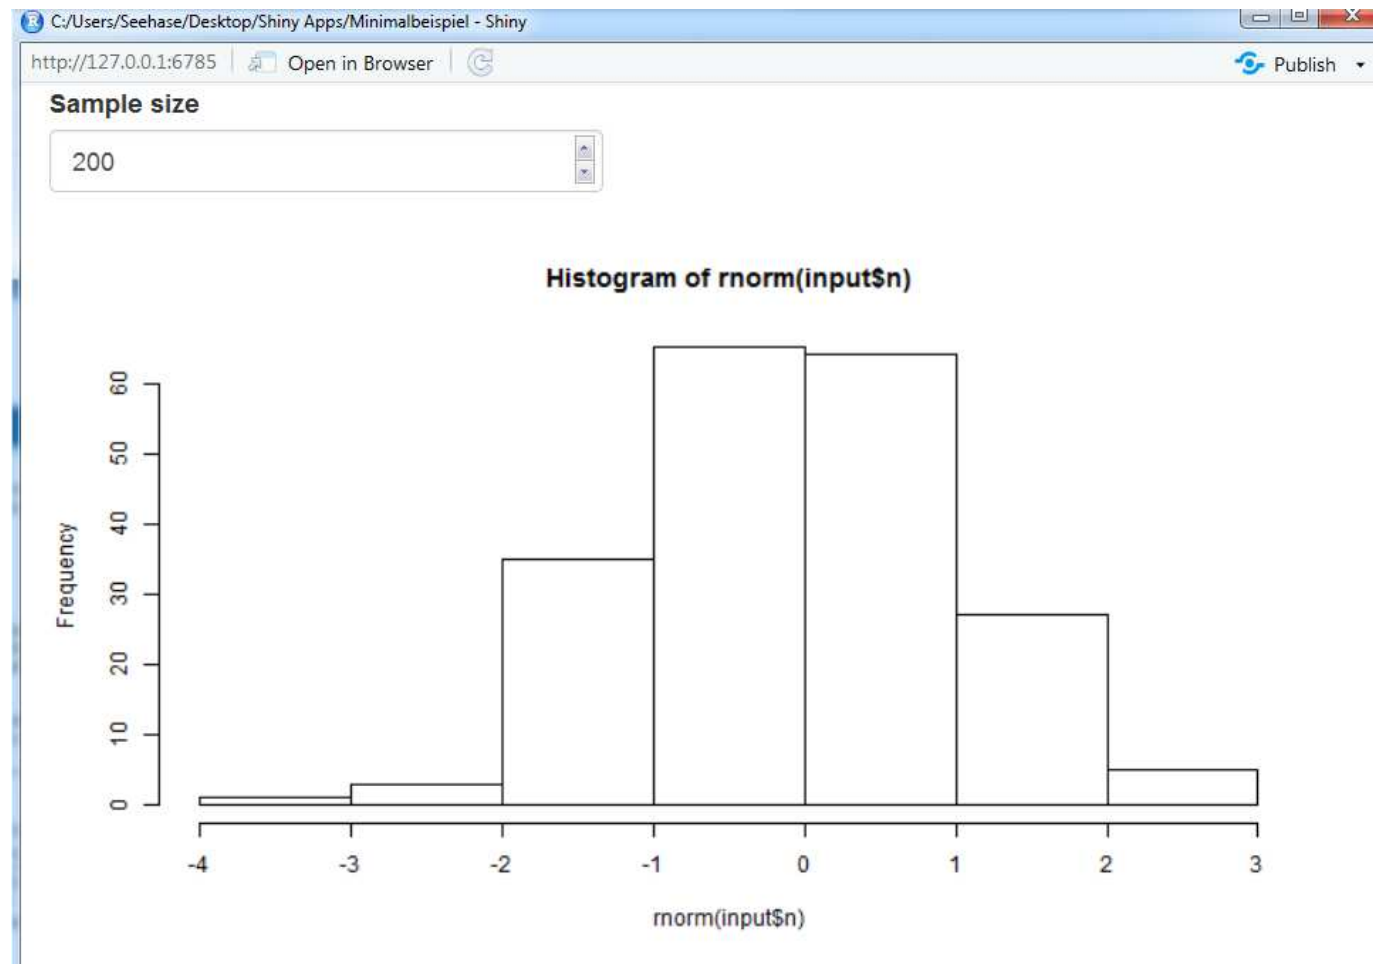 C:/Users/Seehase/Desktop/Shiny Apps/Minimalbeispiel - Shiny
http://127.0.0.1:6785 Open in Browser Publish
Sample size
200
Histogram of rnorm(input$n)
60
50
40
30
20
10
0
Frequency
-4 -3 -2 -1 0 1 2 3
rnorm(input$n)